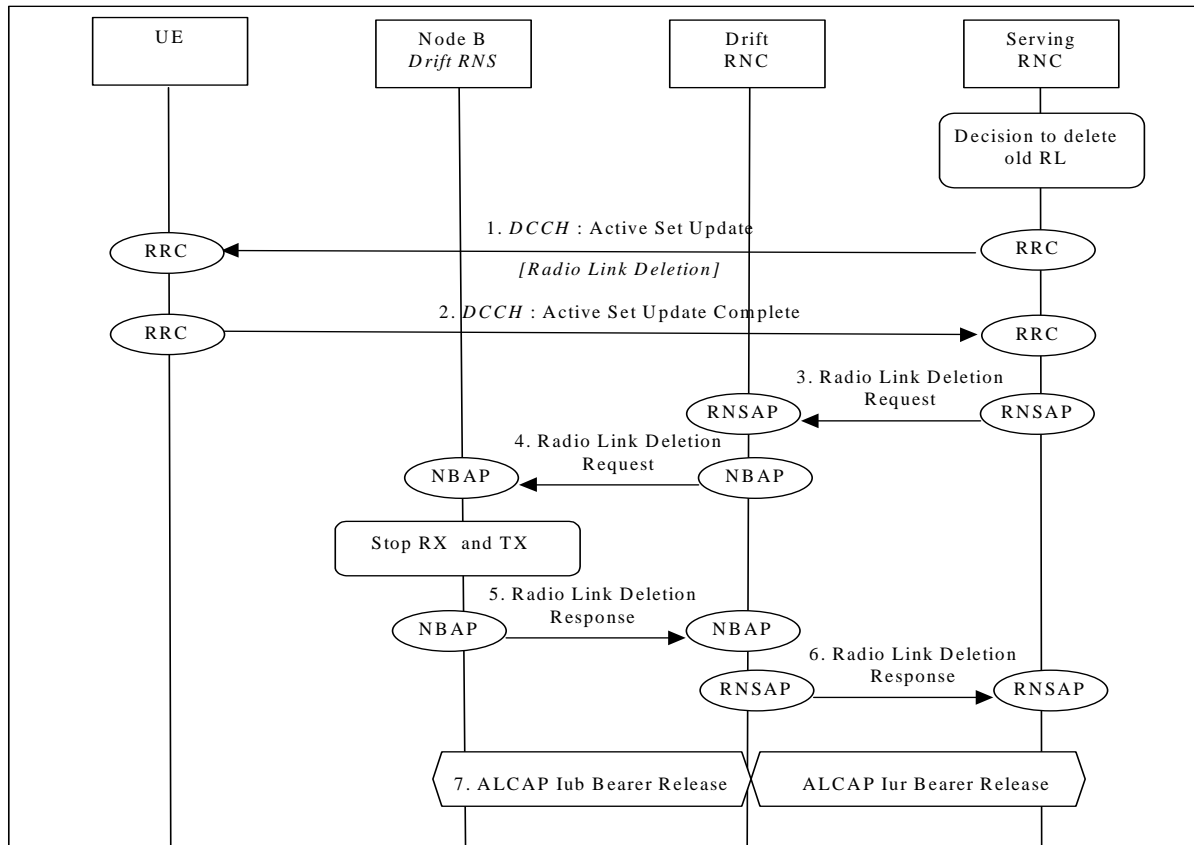 UE
Node B
Drift RNS
Drift
RNC
Serving
RNC
Decision to delete
old RL
1. DCCH : Active Set Update
RRC
RRC
[Radio Link Deletion]
2. DCCH : Active Set Update Complete
RRC
RRC
3. Radio Link Deletion
Request
RNSAP
RNSAP
4. Radio Link Deletion
Request
NBAP
NBAP
Stop RX and TX
5. Radio Link Deletion
Response
NBAP
NBAP
6. Radio Link Deletion
Response
RNSAP
RNSAP
7. ALCAP Iub Bearer Release
ALCAP Iur Bearer Release